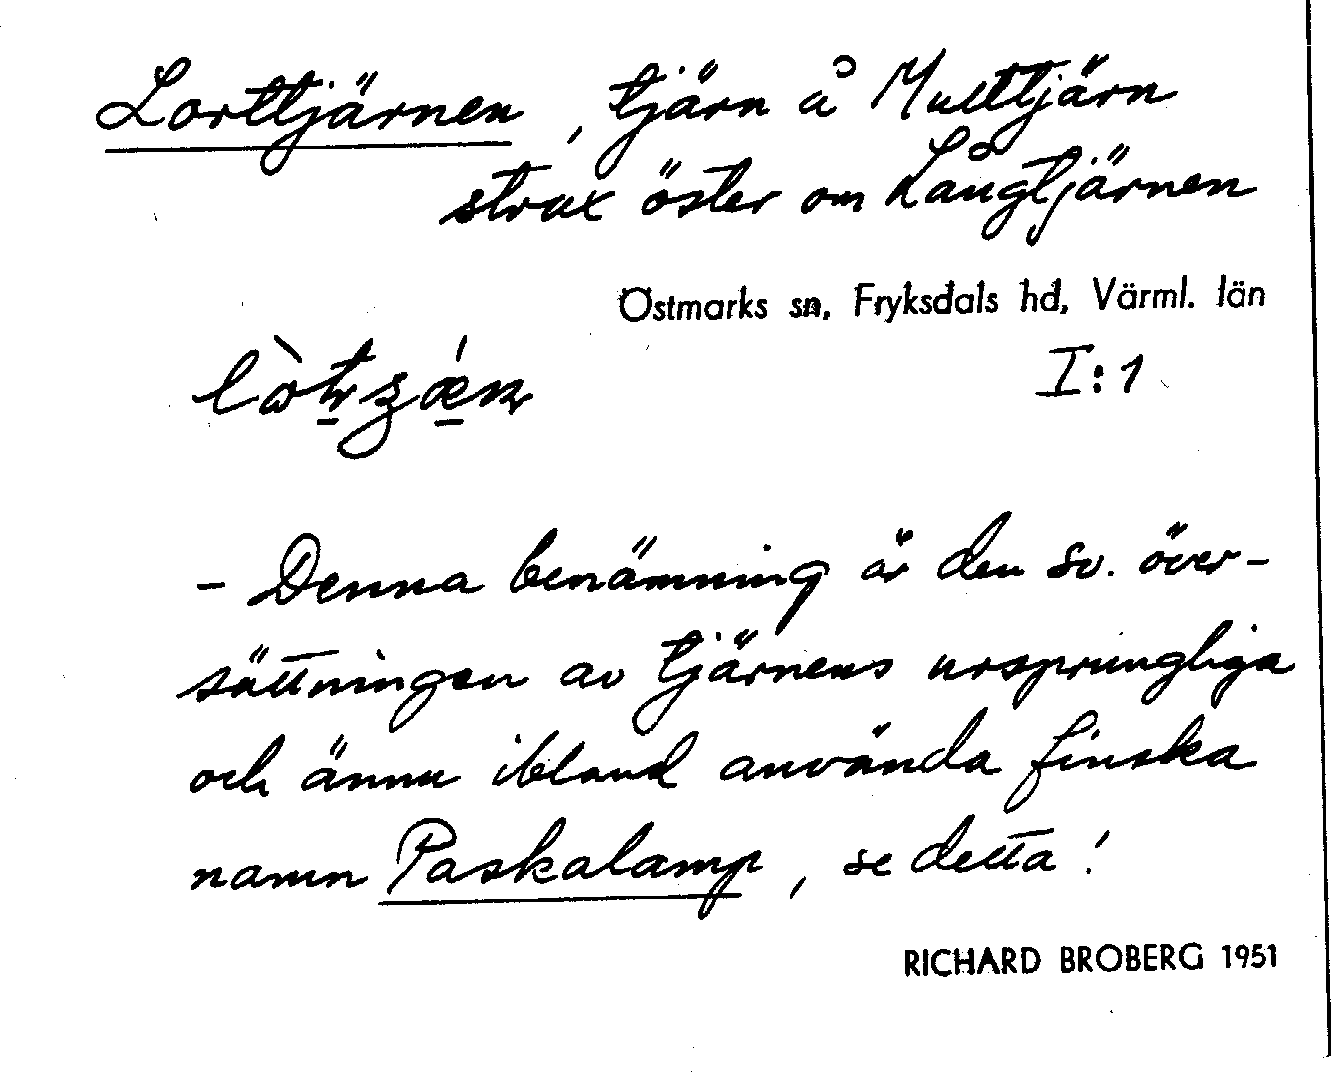 Lorttjärnen, tjärn å Multtjärn
strax öster om Långtjärnen
Östmarks sn, Fryksdals hd, Värml. län
I:1
– Denna benämning är den sv. över-
sättningen av tjärnens ursprungliga
och ännu ibland använda finska
namn Paskalamp, se detta!
RICHARD BROBERG 1951